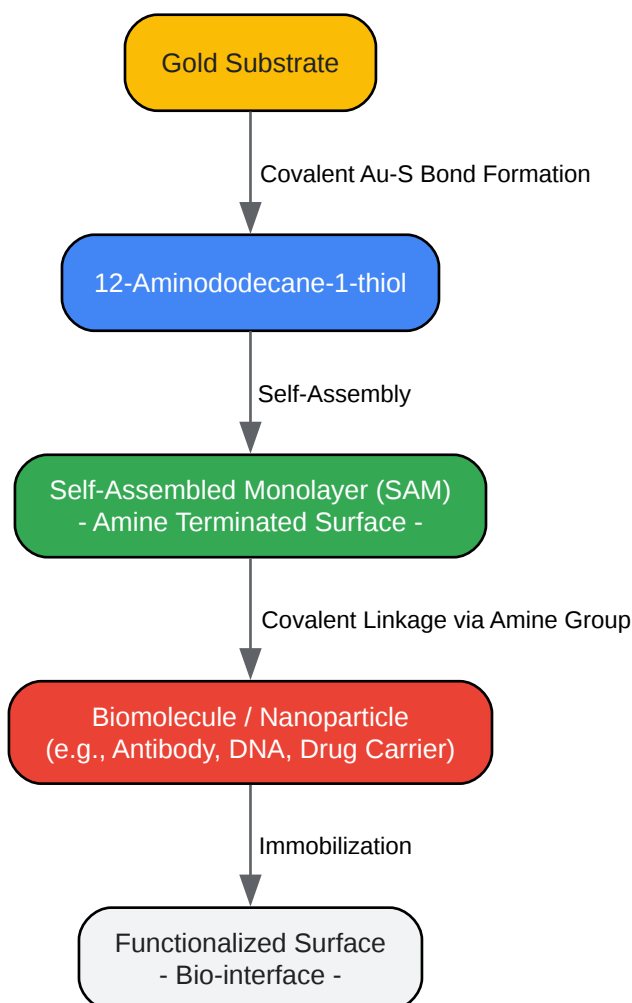 Gold Substrate
Covalent Au-S Bond Formation
12-Aminododecane-1-thiol
Self-Assembly
Self-Assembled Monolayer (SAM)
- Amine Terminated Surface -
Covalent Linkage via Amine Group
Biomolecule / Nanoparticle
(e.g., Antibody, DNA, Drug Carrier)
Immobilization
Functionalized Surface
- Bio-interface -